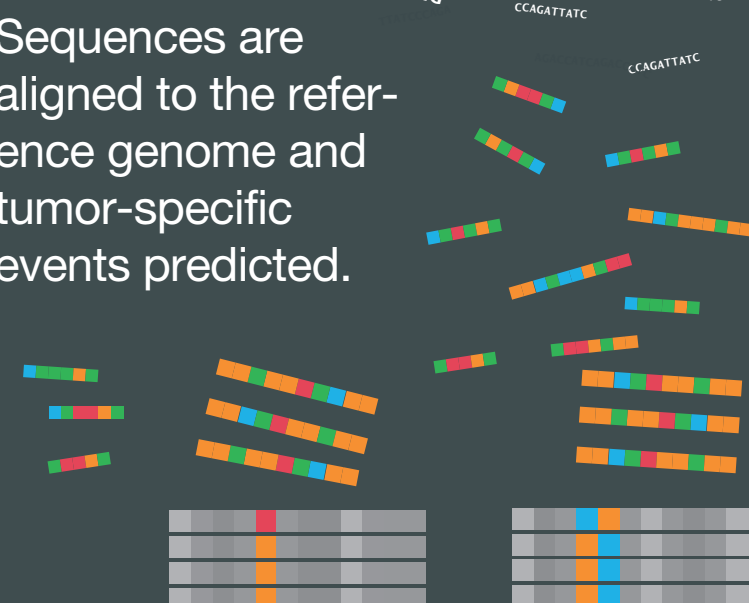 CCAGATTATC
Sequences are
CCAGATTATC
aligned to the refer-
ence genome and
tumor-specific
events predicted.